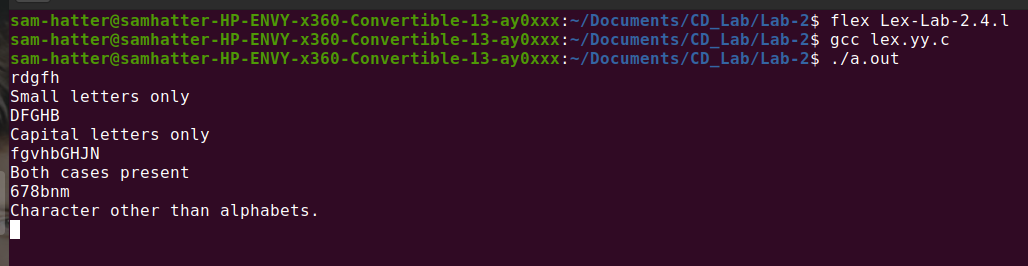 sam-hatter@samhatter-HP-ENVY-x360-Convertible-13-ay0xxx:~/Documents/CD_Lab/Lab-2$ flex Lex-Lab-2.4.l
sam-hatter@samhatter-HP-ENVY-x360-Convertible-13-ay0xxx:~/Documents/CD_Lab/Lab-2$ gcc lex.yy.c
sam-hatter@samhatter-HP-ENVY-x360-Convertible-13-ay0xxx:~/Documents/CD_Lab/Lab-2$ ./a.out
rdgfh
Small letters only
DFGHB
Capital letters only
fgvhbGHJN
Both cases present
678bnm
Character other than alphabets.